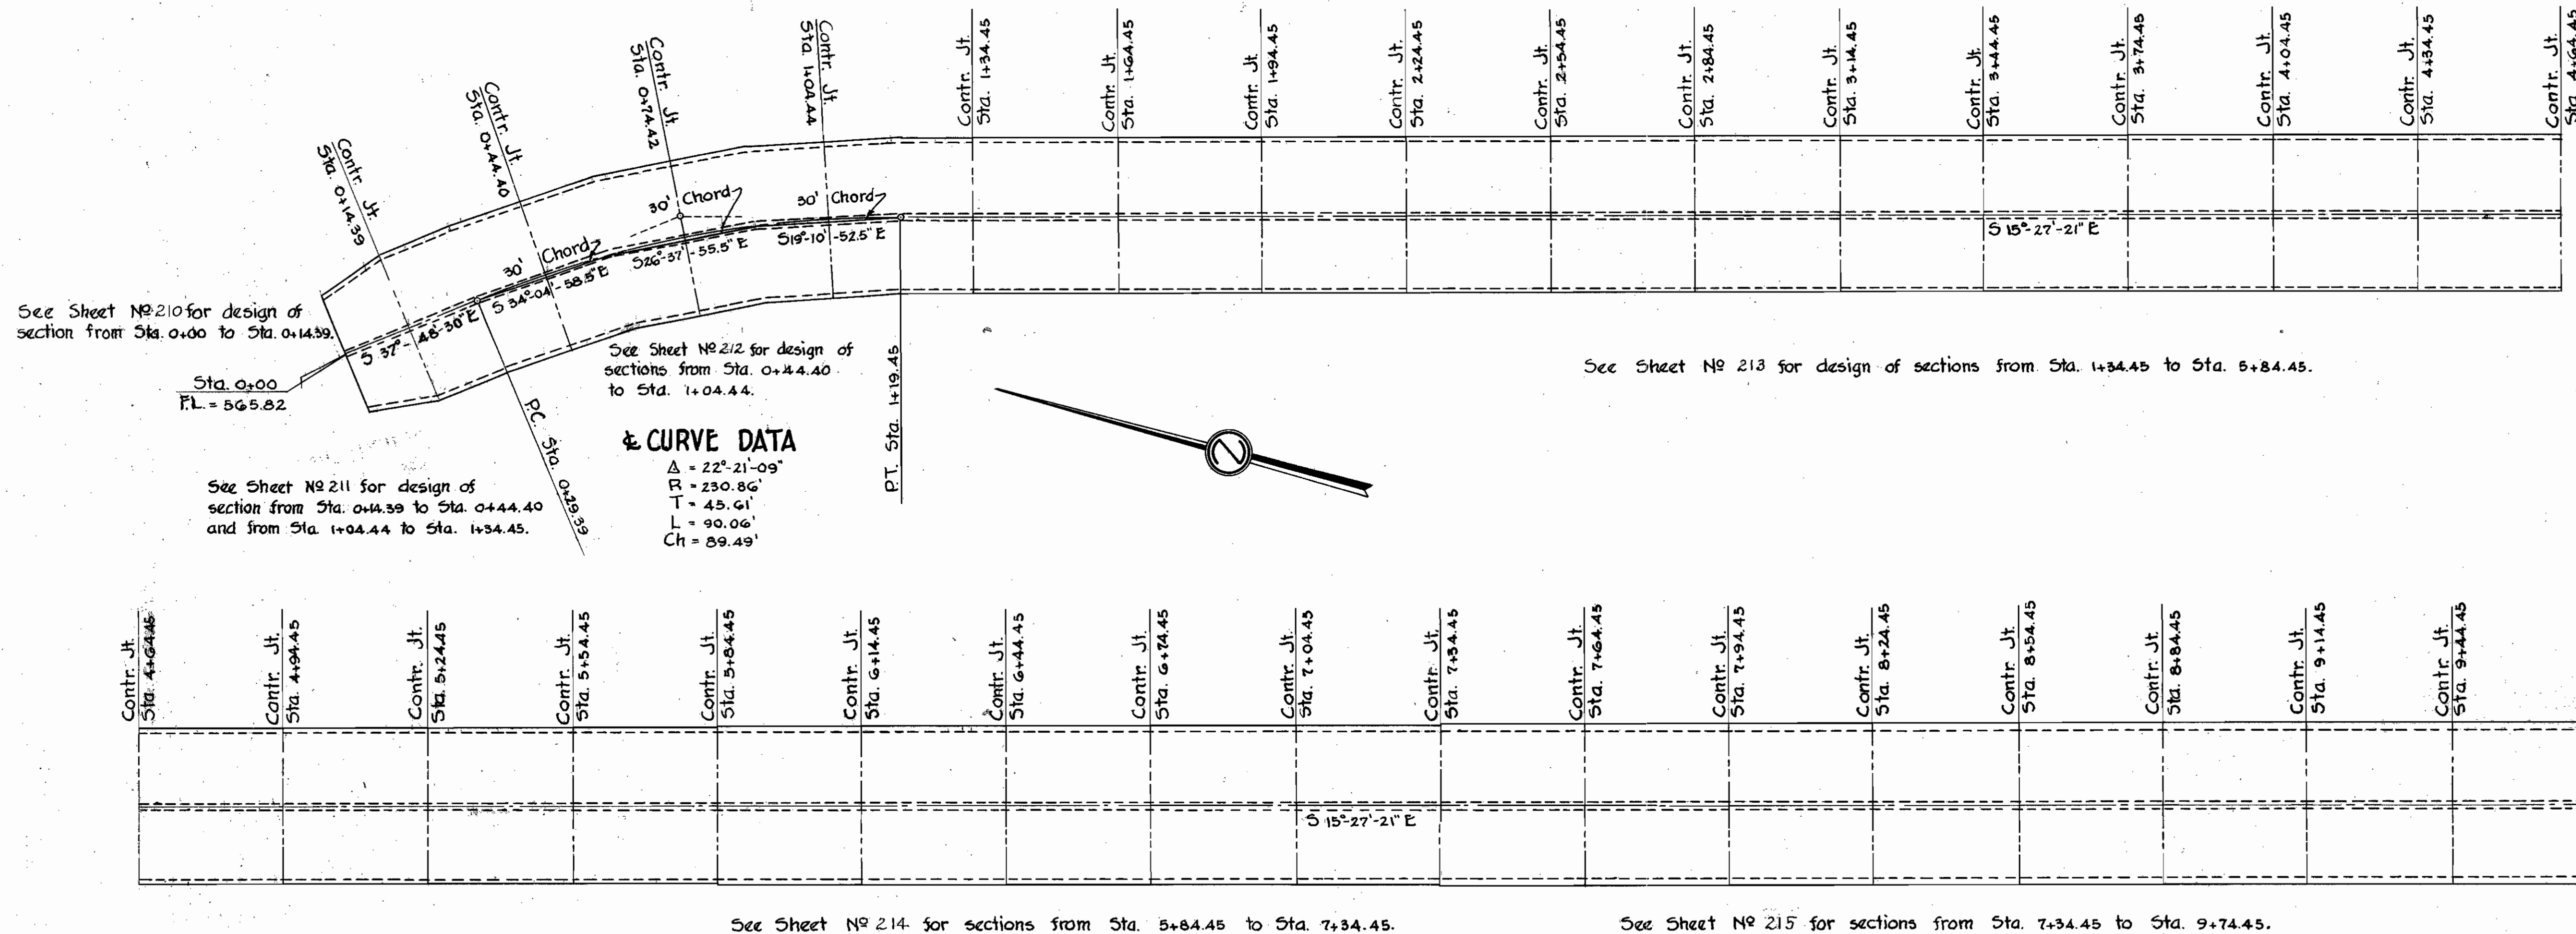 Contr. Jt.
Sta. 0+14.39
Contr. Jt.
Sta. 0+44.40
Contr. Jt.
Sta. 0+74.42
Contr. Jt.
Sta. 1+04.44
Contr. Jt.
Sta. 1+34.45
Contr. Jt.
Sta. 1+64.45
Contr. Jt.
Sta. 1+94.45
Contr. Jt.
Sta. 2+24.45
Contr. Jt.
Sta. 2+54.45
Contr. Jt.
Sta. 2+84.45
Contr. Jt.
Sta. 3+14.45
Contr. Jt.
Sta. 3+44.45
Contr. Jt.
Sta. 3+74.45
Contr. Jt.
Sta. 4+04.45
Contr. Jt.
Sta. 4+34.45
Contr. Jt.
Sta. 4+64.45
30' Chord
30' Chord
30' Chord
S 37°-48'-30" E
S 34°-04'-58.5" E
S26°-37'-55.5" E
S19°-10'-52.5" E
S 15°-27'-21" E
See Sheet Nº 210 for design of
section from Sta. 0+00 to Sta. 0+14.39.
Sta. 0+00
F.L. = 565.82
See Sheet Nº 212 for design of
sections from Sta. 0+44.40
to Sta. 1+04.44.
P.C. Sta. 0+29.39
P.T. Sta. 1+19.45
See Sheet Nº 213 for design of sections from Sta. 1+34.45 to Sta. 5+84.45.
℄ CURVE DATA
Δ = 22°-21'-09"
R = 230.86'
T = 45.61'
L = 90.06'
Ch = 89.49'
See Sheet Nº 211 for design of
section from Sta. 0+14.39 to Sta. 0+44.40
and from Sta. 1+04.44 to Sta. 1+34.45.
N
Contr. Jt.
Sta. 4+64.45
Contr. Jt.
Sta. 4+94.45
Contr. Jt.
Sta. 5+24.45
Contr. Jt.
Sta. 5+54.45
Contr. Jt.
Sta. 5+84.45
Contr. Jt.
Sta. 6+14.45
Contr. Jt.
Sta. 6+44.45
Contr. Jt.
Sta. 6+74.45
Contr. Jt.
Sta. 7+04.45
Contr. Jt.
Sta. 7+34.45
Contr. Jt.
Sta. 7+64.45
Contr. Jt.
Sta. 7+94.45
Contr. Jt.
Sta. 8+24.45
Contr. Jt.
Sta. 8+54.45
Contr. Jt.
Sta. 8+84.45
Contr. Jt.
Sta. 9+14.45
Contr. Jt.
Sta. 9+44.45
S 15°-27'-21" E
See Sheet Nº 214 for sections from Sta. 5+84.45 to Sta. 7+34.45.
See Sheet Nº 215 for sections from Sta. 7+34.45 to Sta. 9+74.45.